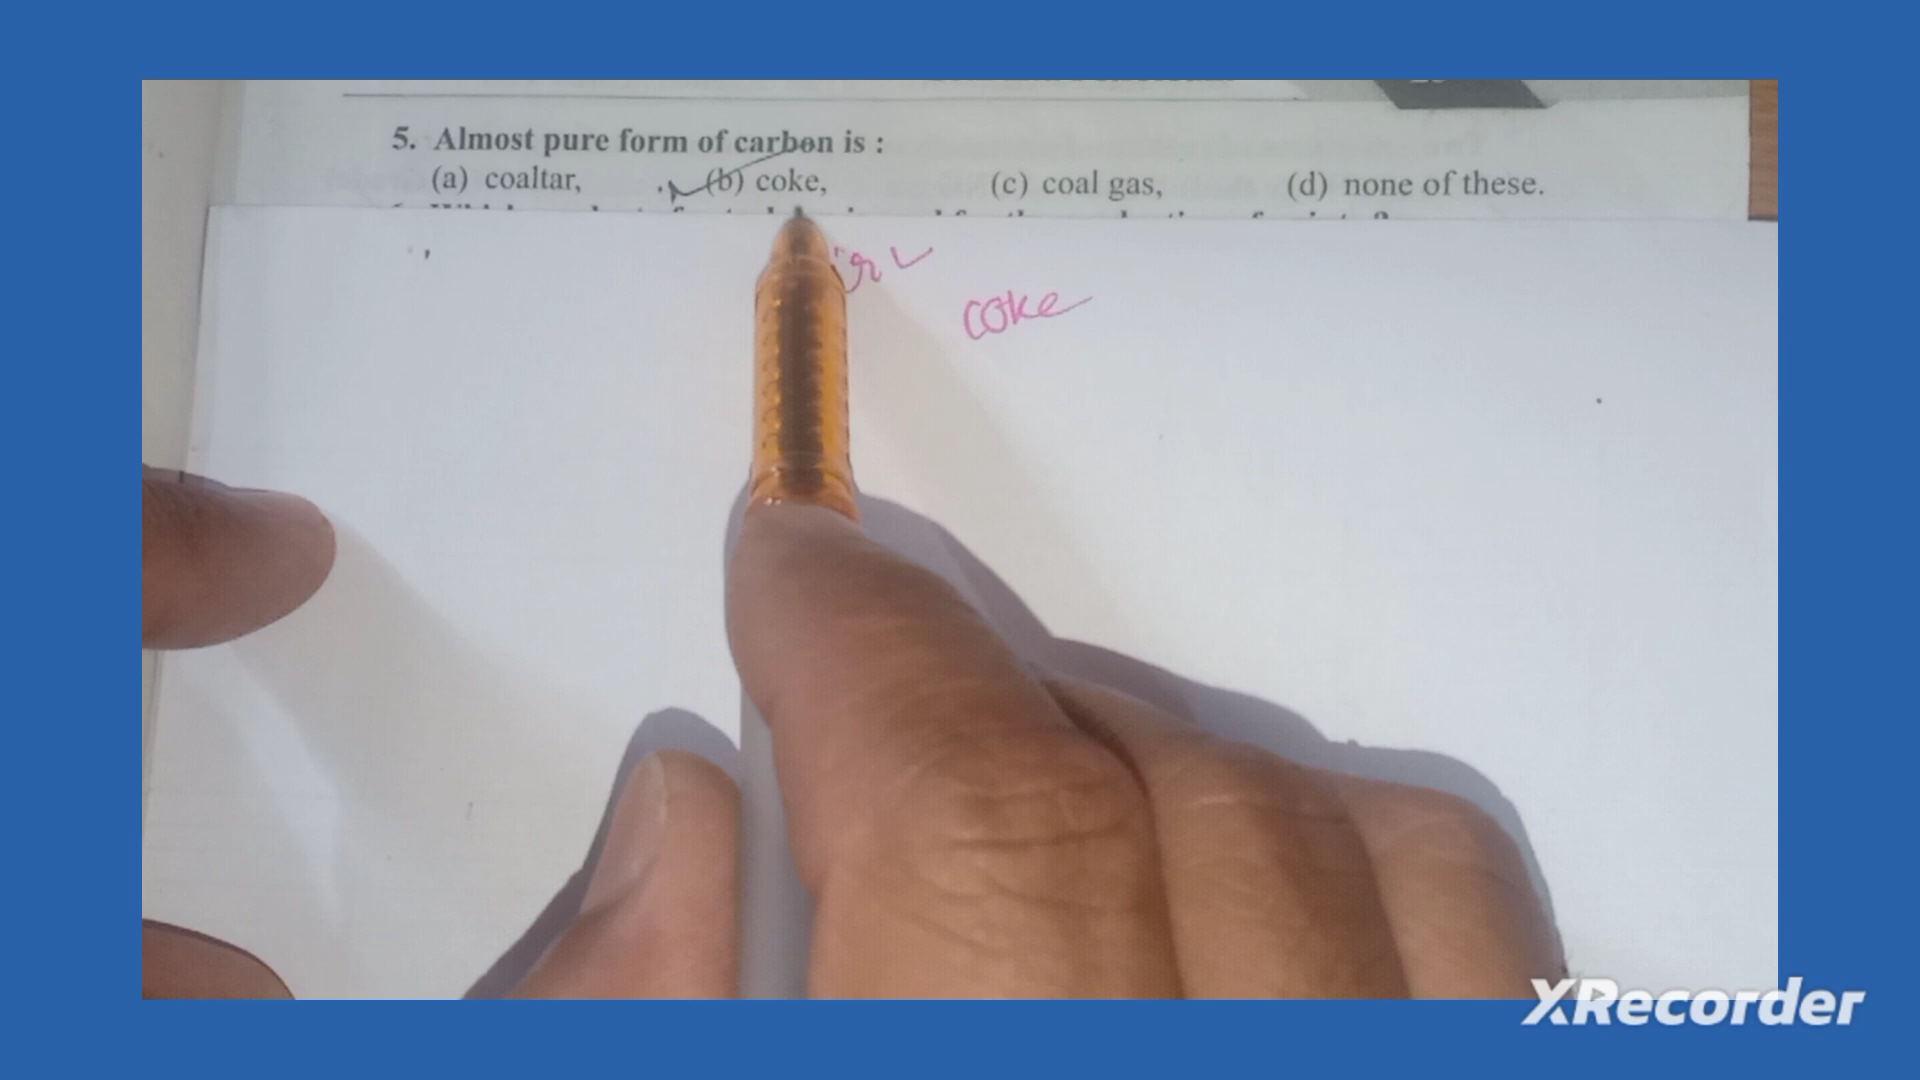 5. Almost pure form of carbon is :
(a) coaltar, (b) coke, (c) coal gas, (d) none of these.
coke
XRecorder